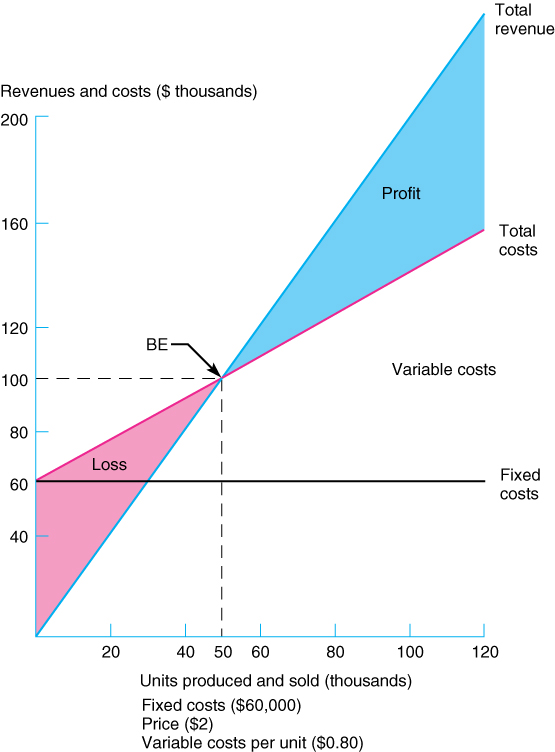 Total
revenue
Revenues and costs ($ thousands)
200
160
Profit
Total
costs
120
BE
Variable costs
100
80
Loss
Fixed
costs
60
40
20
40
50
60
80
100
120
Units produced and sold (thousands)
Fixed costs ($60,000)
Price ($2)
Variable costs per unit ($0.80)